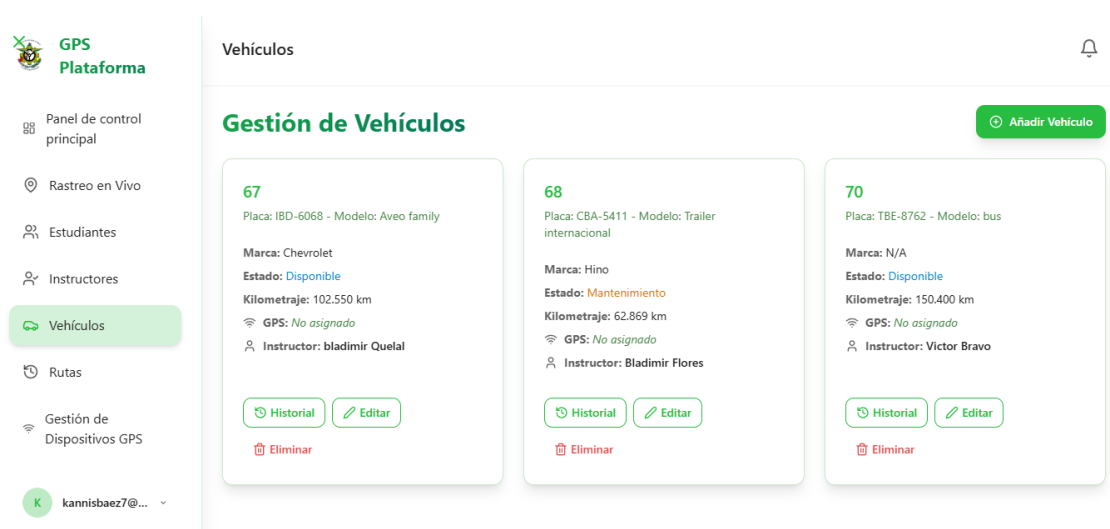 GPS
Plataforma
Panel de control
principal
Rastreo en Vivo
Estudiantes
Instructores
Vehículos
Rutas
Gestión de
Dispositivos GPS
K
kannisbaez7@...
Vehículos
Gestión de Vehículos
Añadir Vehículo
67
Placa: IBD-6068 - Modelo: Aveo family
Marca: Chevrolet
Estado: Disponible
Kilometraje: 102.550 km
GPS: No asignado
Instructor: bladimir Quelal
Historial
Editar
Eliminar
68
Placa: CBA-5411 - Modelo: Trailer
internacional
Marca: Hino
Estado: Mantenimiento
Kilometraje: 62.869 km
GPS: No asignado
Instructor: Bladimir Flores
Historial
Editar
Eliminar
70
Placa: TBE-8762 - Modelo: bus
Marca: N/A
Estado: Disponible
Kilometraje: 150.400 km
GPS: No asignado
Instructor: Victor Bravo
Historial
Editar
Eliminar